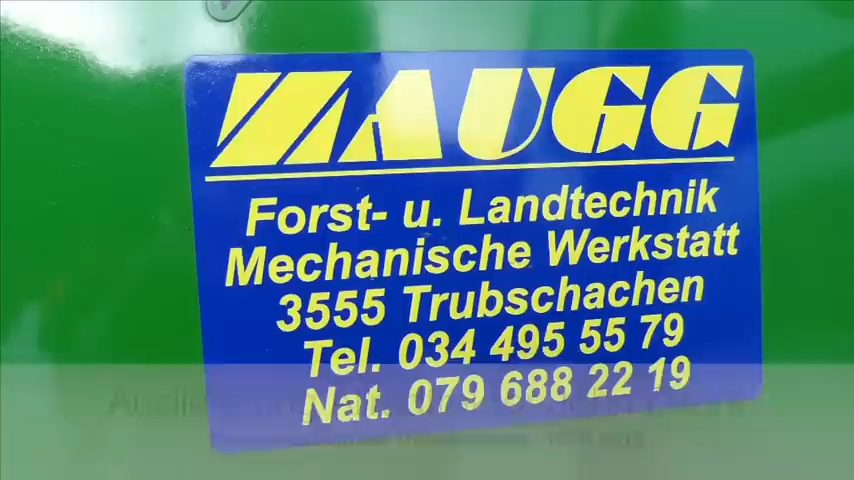 ZAUGG
Forst- u. Landtechnik
Mechanische Werkstatt
3555 Trubschachen
Tel. 034 495 55 79
Nat. 079 688 22 19